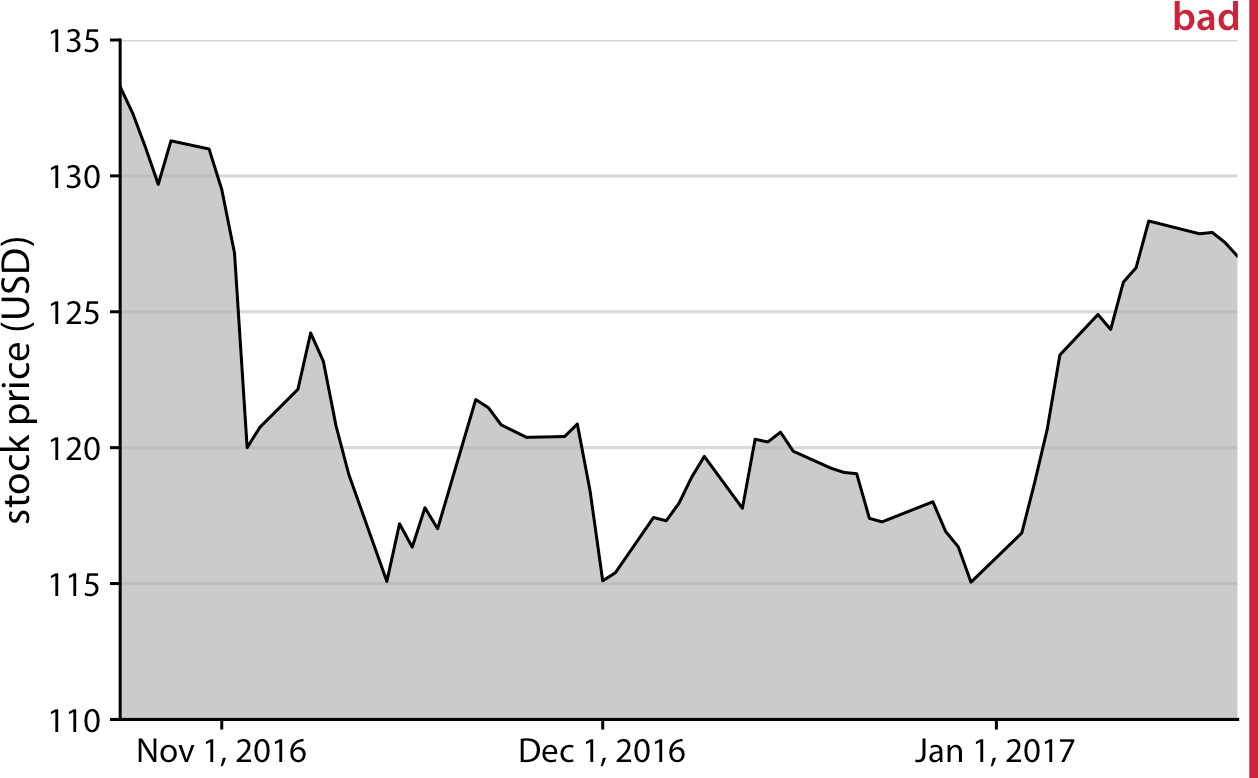 bad
135
130
125
120
115
110
stock price (USD)
Nov 1, 2016
Dec 1, 2016
Jan 1, 2017